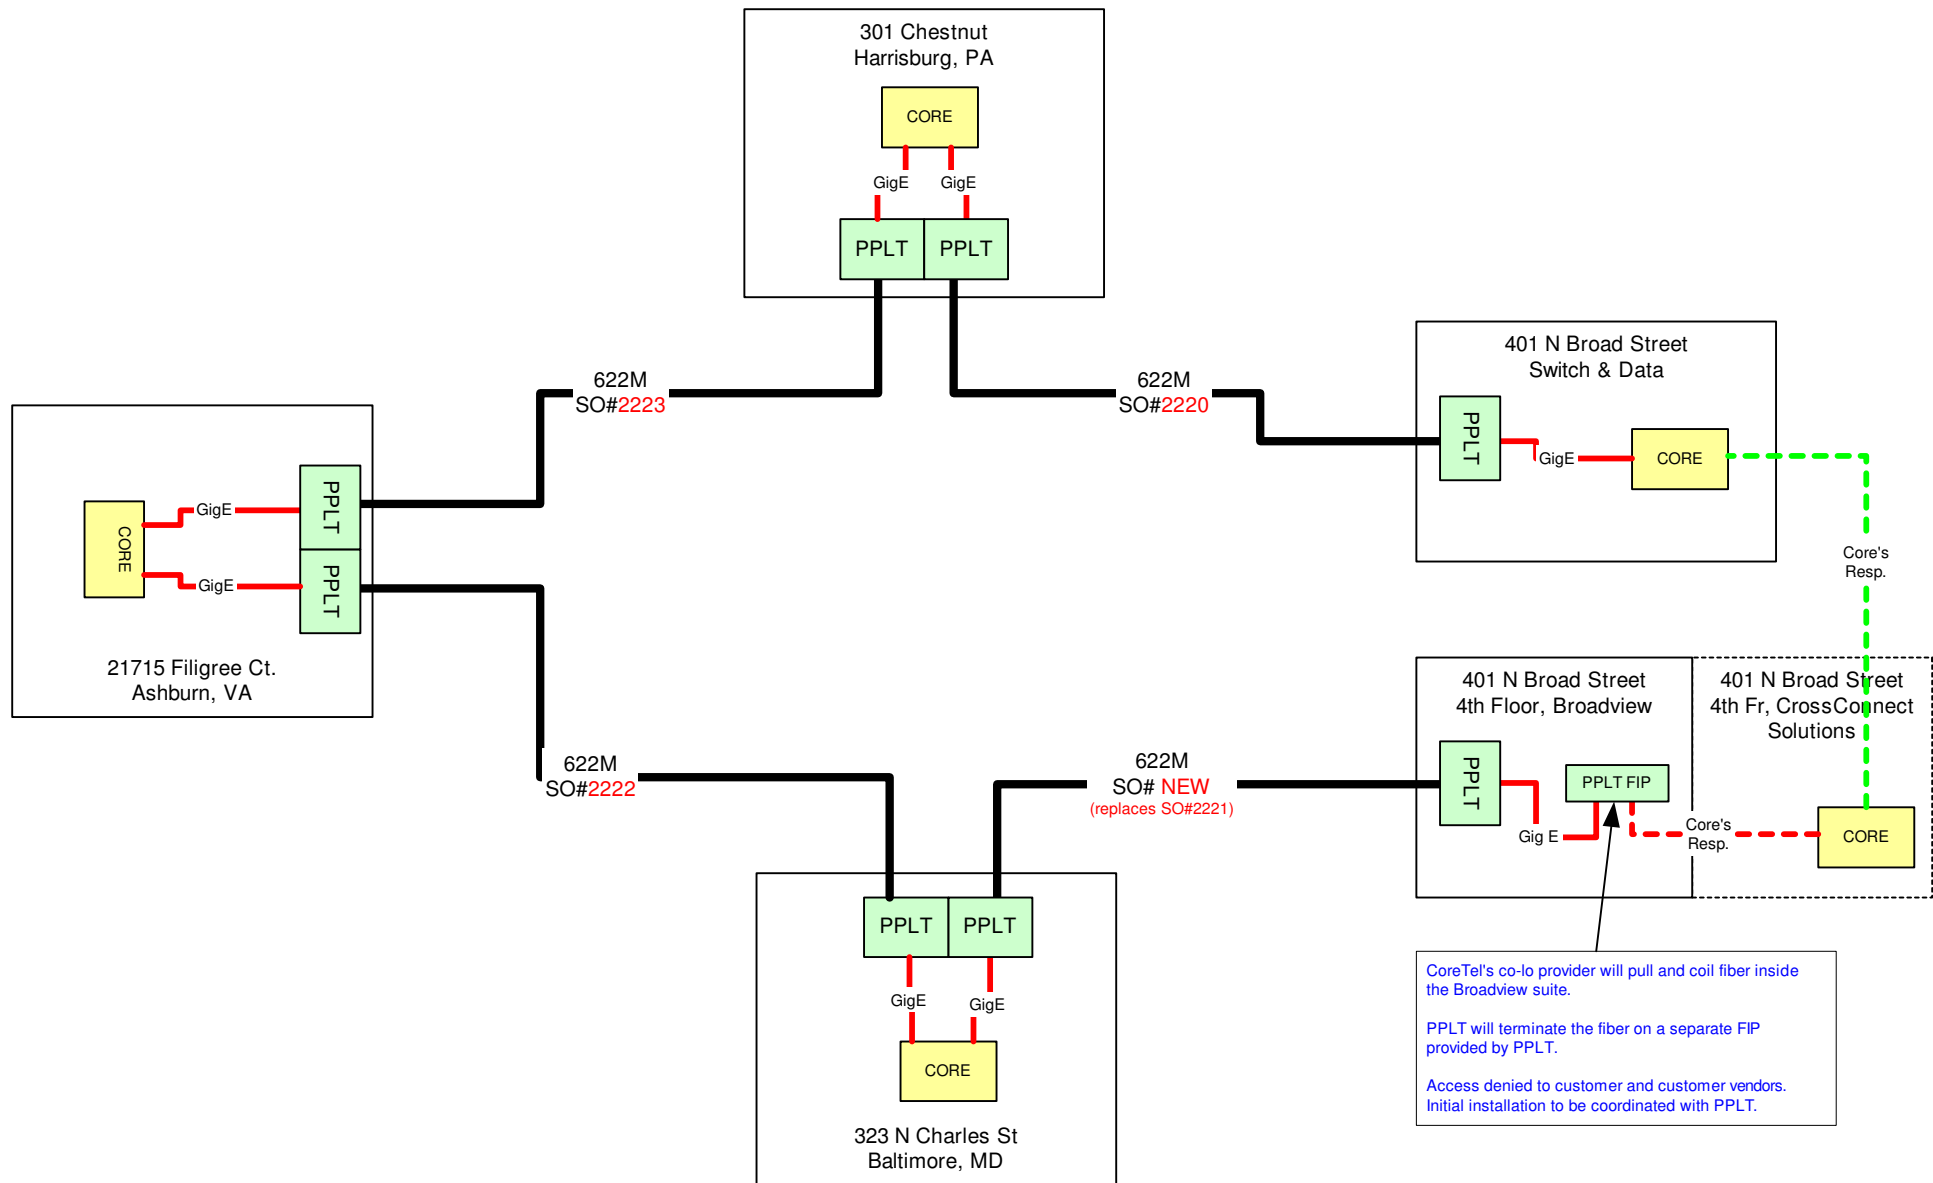 301 Chestnut
Harrisburg, PA
CORE
GigE
GigE
PPLT
PPLT
622M
SO#2223
622M
SO#2220
401 N Broad Street
Switch & Data
PPLT
GigE
CORE
Core's
Resp.
CORE
GigE
GigE
PPLT
PPLT
21715 Filigree Ct.
Ashburn, VA
622M
SO#2222
622M
SO# NEW
(replaces SO#2221)
401 N Broad Street
4th Floor, Broadview
PPLT
Gig E
PPLT FIP
Core's
Resp.
401 N Broad Street
4th Fr, CrossConnect
Solutions
CORE
PPLT
PPLT
GigE
GigE
CORE
323 N Charles St
Baltimore, MD
CoreTel's co-lo provider will pull and coil fiber inside
the Broadview suite.
PPLT will terminate the fiber on a separate FIP
provided by PPLT.
Access denied to customer and customer vendors.
Initial installation to be coordinated with PPLT.